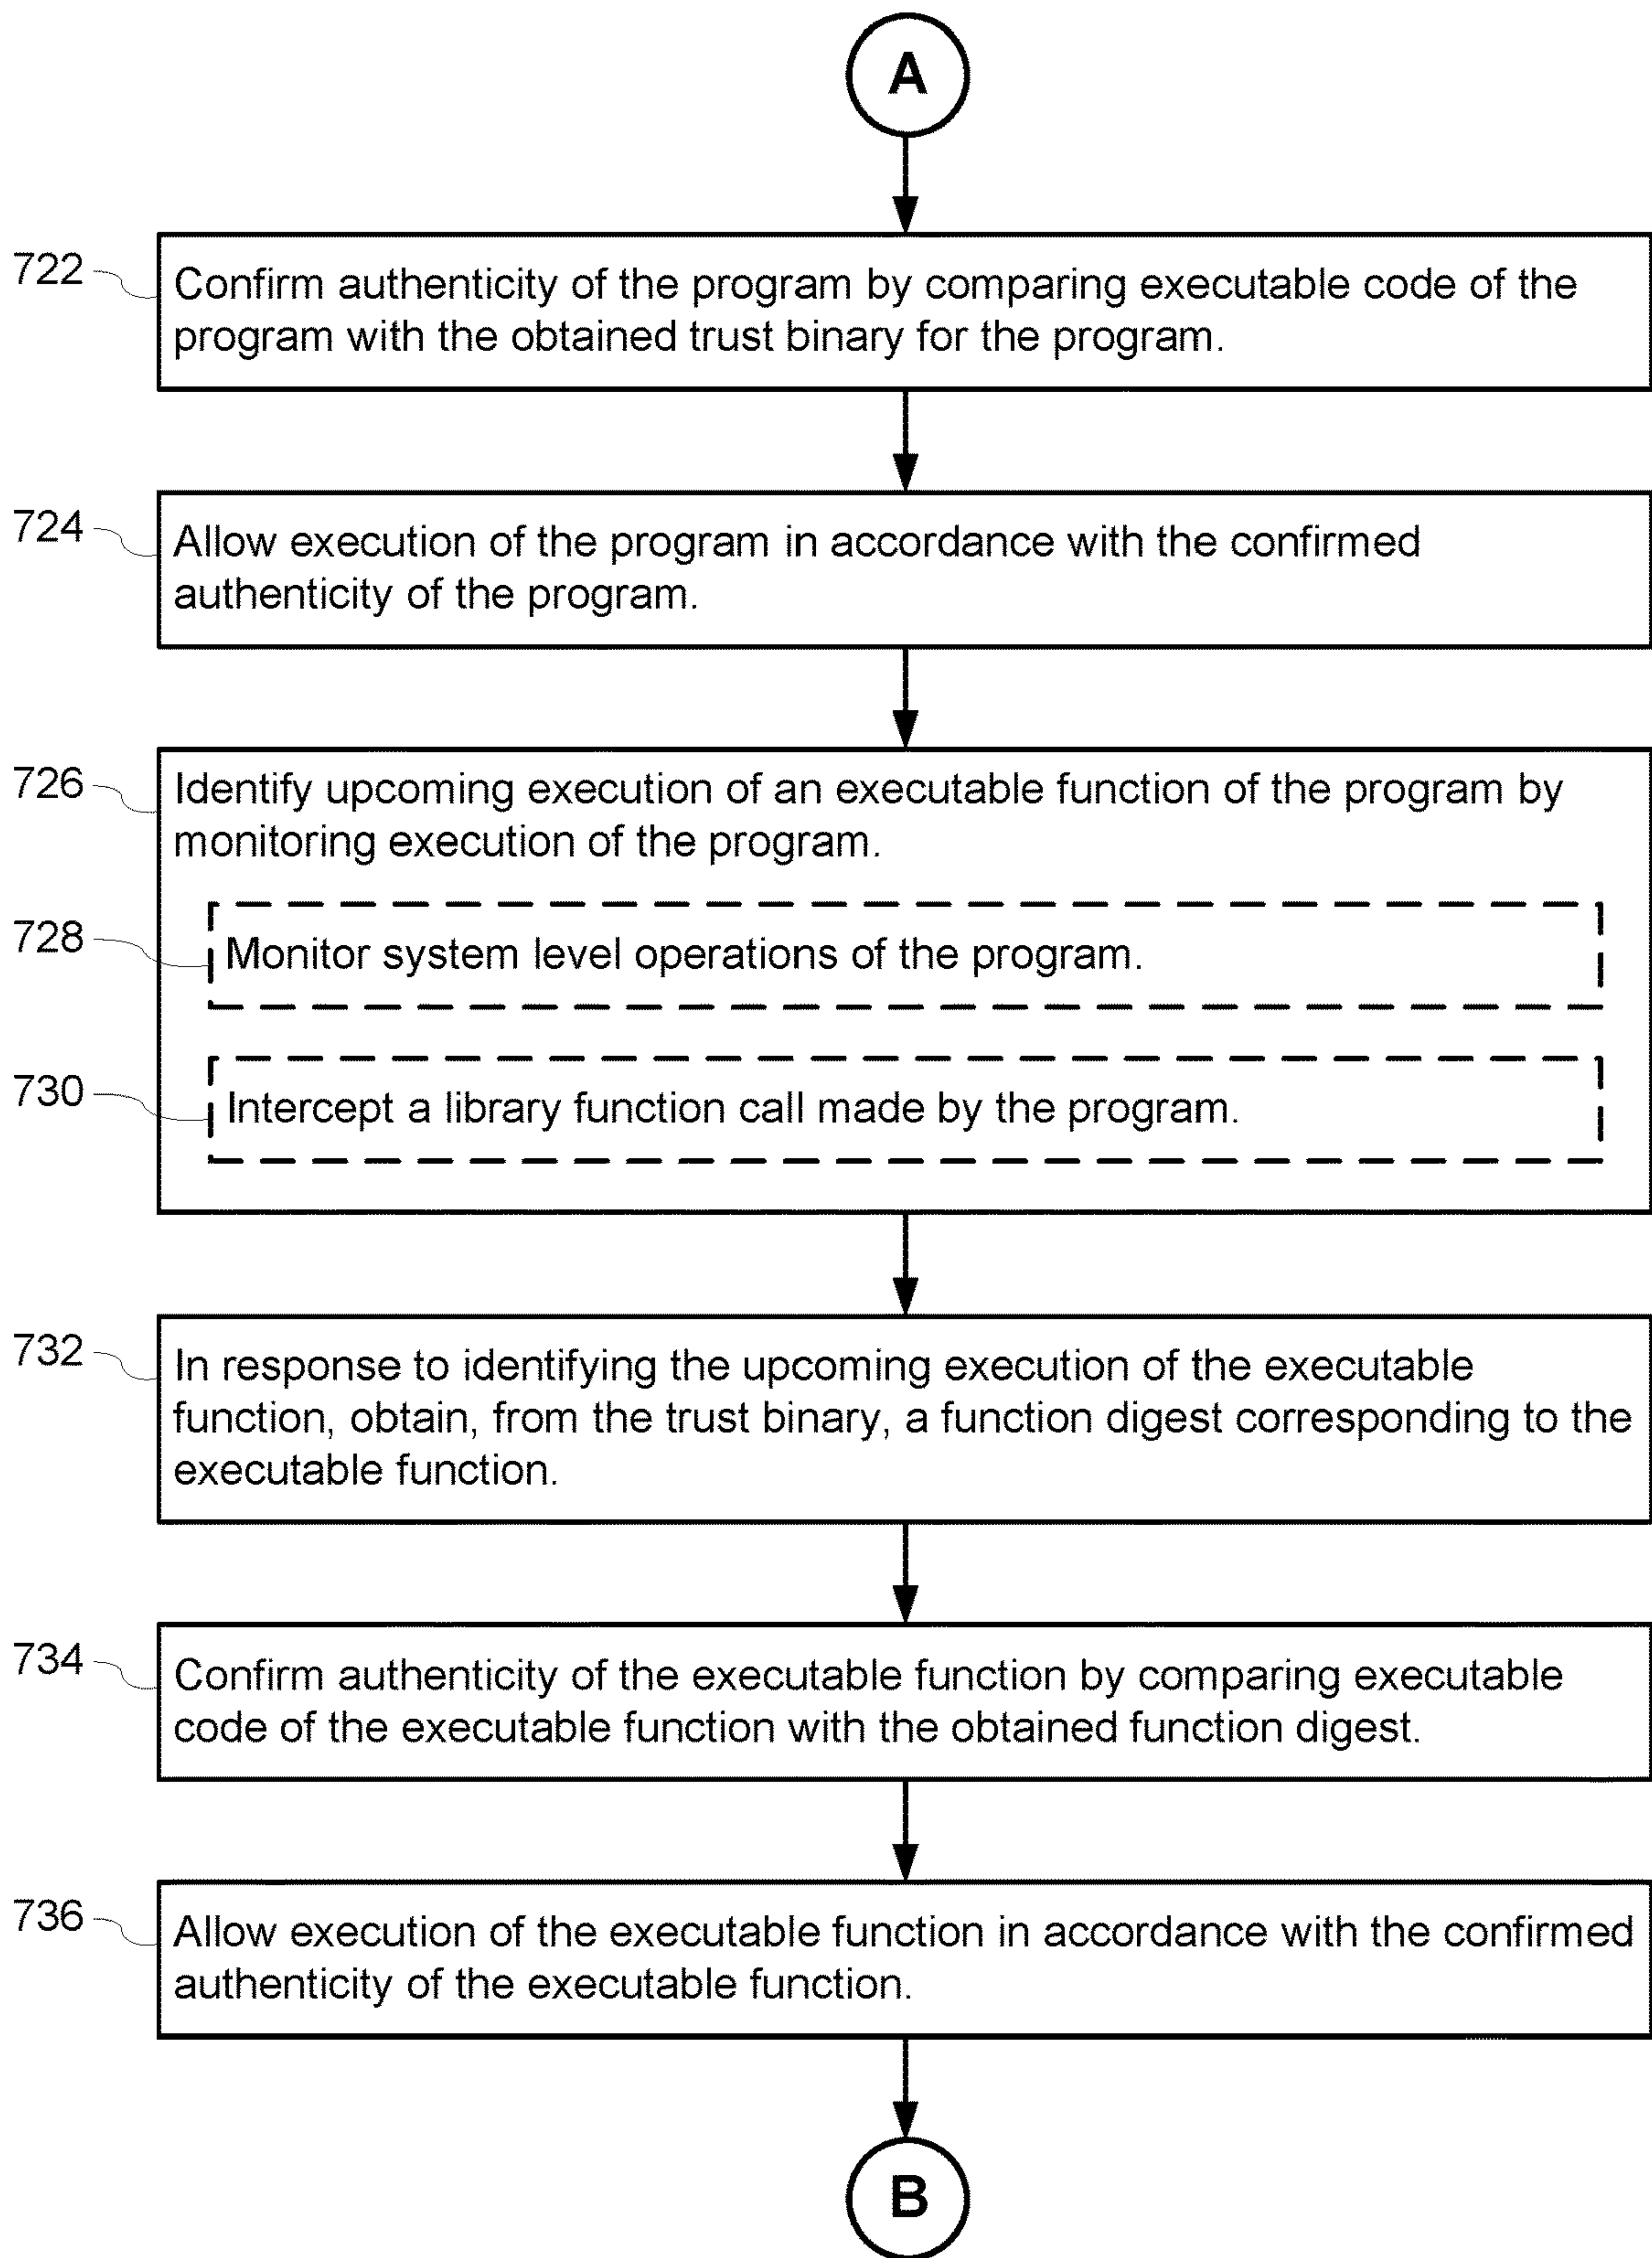 A
722
Confirm authenticity of the program by comparing executable code of the
program with the obtained trust binary for the program.
724
Allow execution of the program in accordance with the confirmed
authenticity of the program.
726
Identify upcoming execution of an executable function of the program by
monitoring execution of the program.
728
Monitor system level operations of the program.
730
Intercept a library function call made by the program.
732
In response to identifying the upcoming execution of the executable
function, obtain, from the trust binary, a function digest corresponding to the
executable function.
734
Confirm authenticity of the executable function by comparing executable
code of the executable function with the obtained function digest.
736
Allow execution of the executable function in accordance with the confirmed
authenticity of the executable function.
B